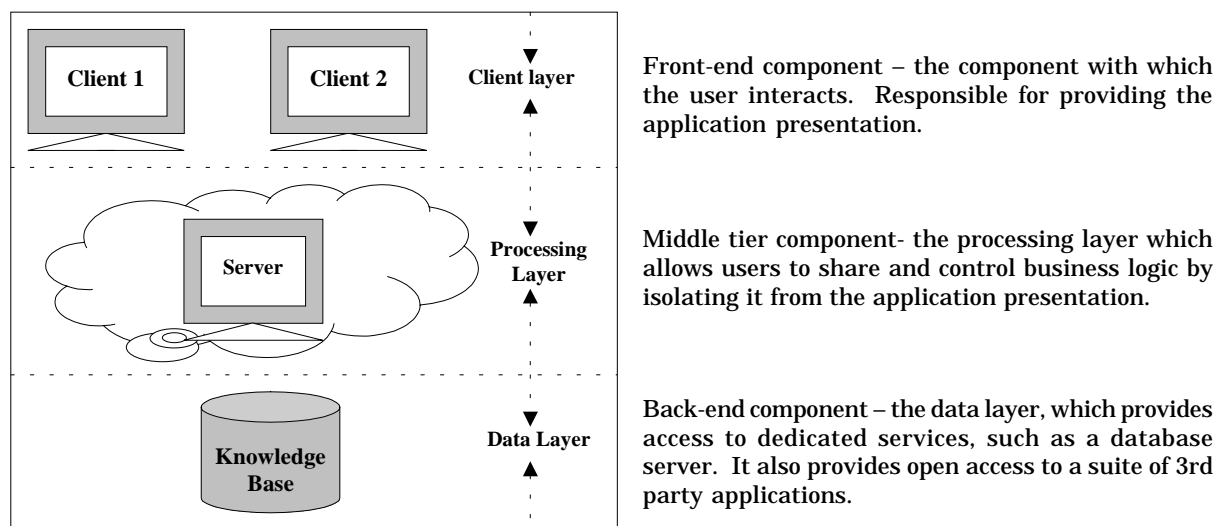 Client 1
Client 2
Client layer
Front-end component – the component with which
the user interacts.  Responsible for providing the
application presentation.
Server
Processing
Layer
Middle tier component- the processing layer which
allows users to share and control business logic by
isolating it from the application presentation.
Knowledge
Base
Data Layer
Back-end component – the data layer, which provides
access to dedicated services, such as a database
server.  It also provides open access to a suite of 3rd
party applications.